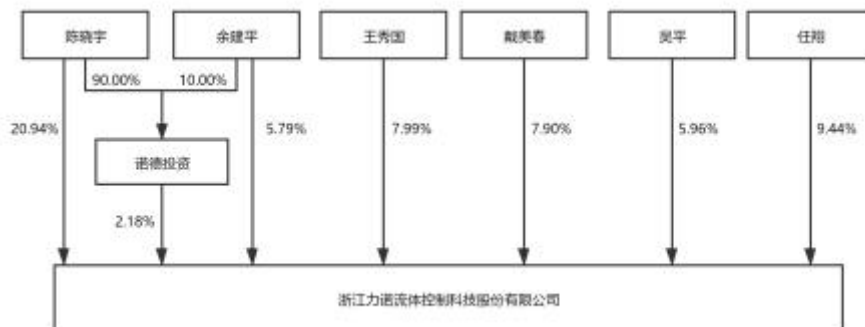 陈晓宇 余建平 王秀国 戴美春 吴平 任翔
90.00% 10.00%
20.94% 5.79% 7.99% 7.90% 5.96% 9.44%
诺德投资
2.18%
浙江力诺流体控制科技股份有限公司